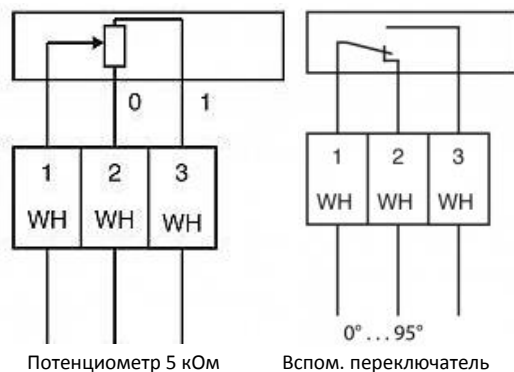 0 1
1 2 3
WH WH WH
1 2 3
WH WH WH
0° ... 95°
Потенциометр 5 кОм
Вспом. переключатель